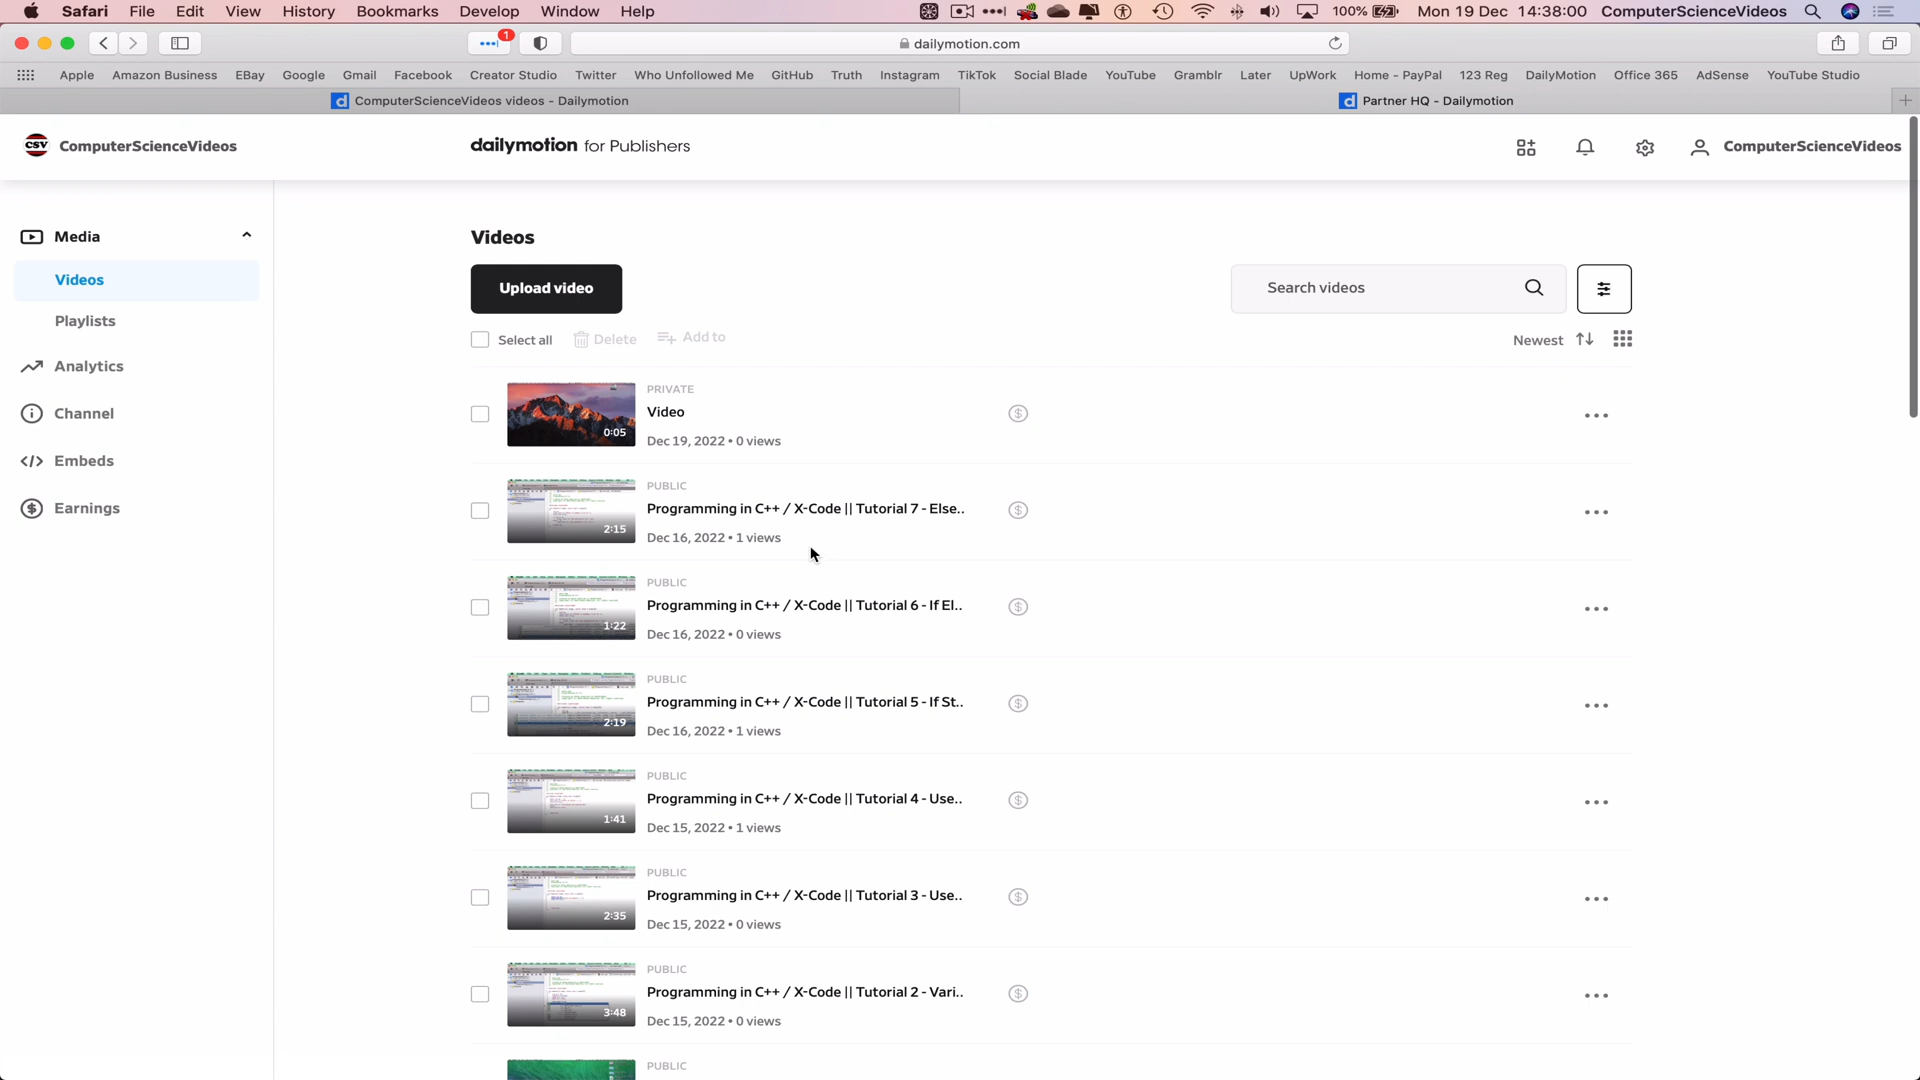 Safari File Edit View History Bookmarks Develop Window Help 100% Mon 19 Dec 14:38:00 ComputerScienceVideos
1 dailymotion.com
Apple Amazon Business EBay Google Gmail Facebook Creator Studio Twitter Who Unfollowed Me GitHub Truth Instagram TikTok Social Blade YouTube Gramblr Later UpWork Home - PayPal 123 Reg DailyMotion Office 365 AdSense YouTube Studio
d ComputerScienceVideos videos - Dailymotion d Partner HQ - Dailymotion
CSV ComputerScienceVideos dailymotion for Publishers ComputerScienceVideos
Media
Videos
Playlists
Analytics
Channel
Embeds
Earnings
Videos
Upload video Search videos
Select all Delete Add to Newest
PRIVATE
Video
0:05
Dec 19, 2022 • 0 views
PUBLIC
Programming in C++ / X-Code || Tutorial 7 - Else..
2:15
Dec 16, 2022 • 1 views
PUBLIC
Programming in C++ / X-Code || Tutorial 6 - If El..
1:22
Dec 16, 2022 • 0 views
PUBLIC
Programming in C++ / X-Code || Tutorial 5 - If St..
2:19
Dec 16, 2022 • 1 views
PUBLIC
Programming in C++ / X-Code || Tutorial 4 - Use..
1:41
Dec 15, 2022 • 1 views
PUBLIC
Programming in C++ / X-Code || Tutorial 3 - Use..
2:35
Dec 15, 2022 • 0 views
PUBLIC
Programming in C++ / X-Code || Tutorial 2 - Vari..
3:48
Dec 15, 2022 • 0 views
PUBLIC